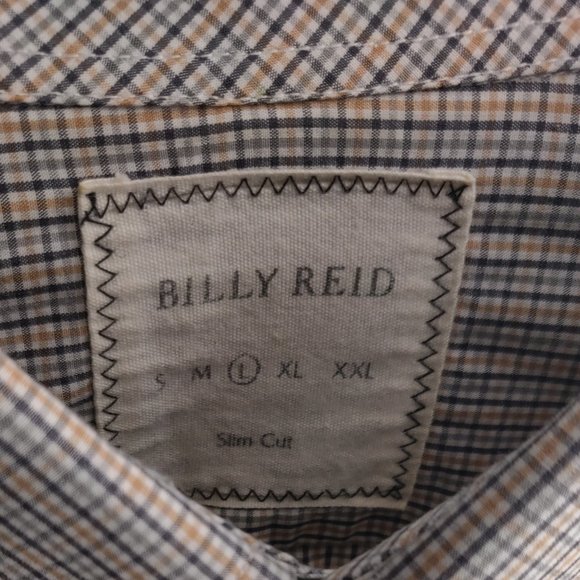 BILLY REID
S M L XL XXL
Slim Cut